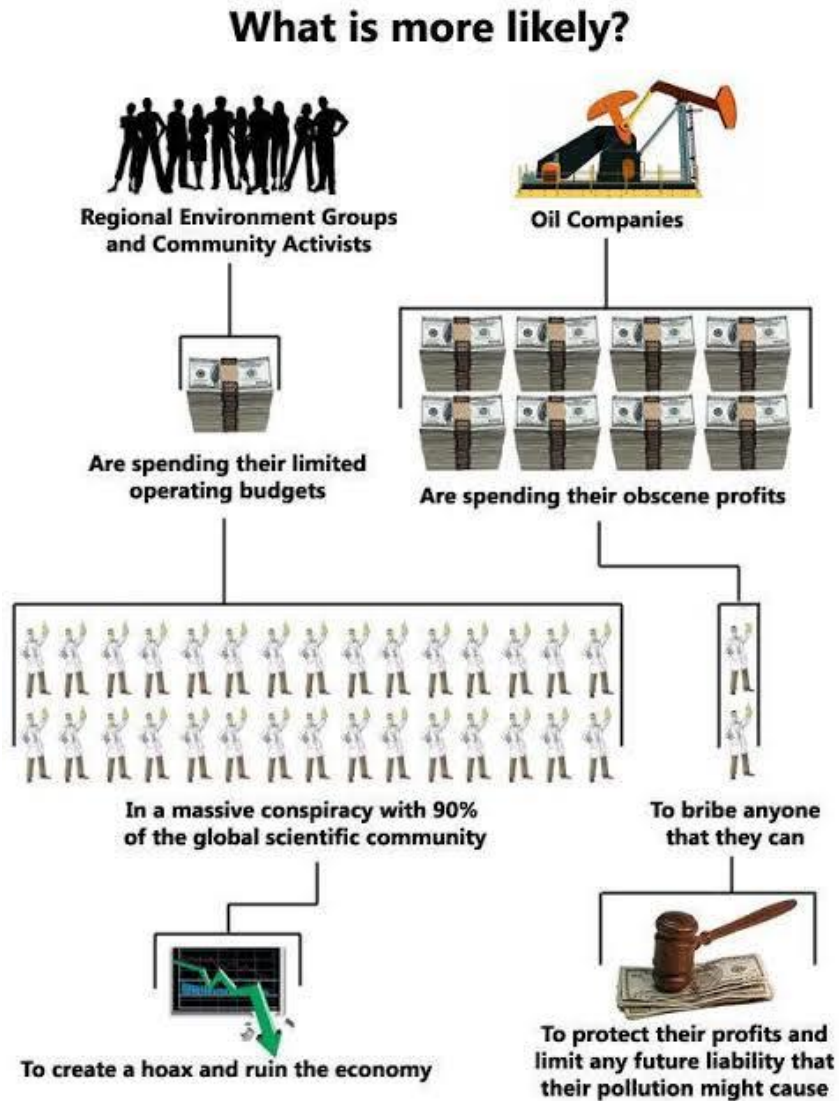 What is more likely?
Regional Environment Groups
and Community Activists
Oil Companies
Are spending their limited
operating budgets
Are spending their obscene profits
In a massive conspiracy with 90%
of the global scientific community
To bribe anyone
that they can
To create a hoax and ruin the economy
To protect their profits and
limit any future liability that
their pollution might cause